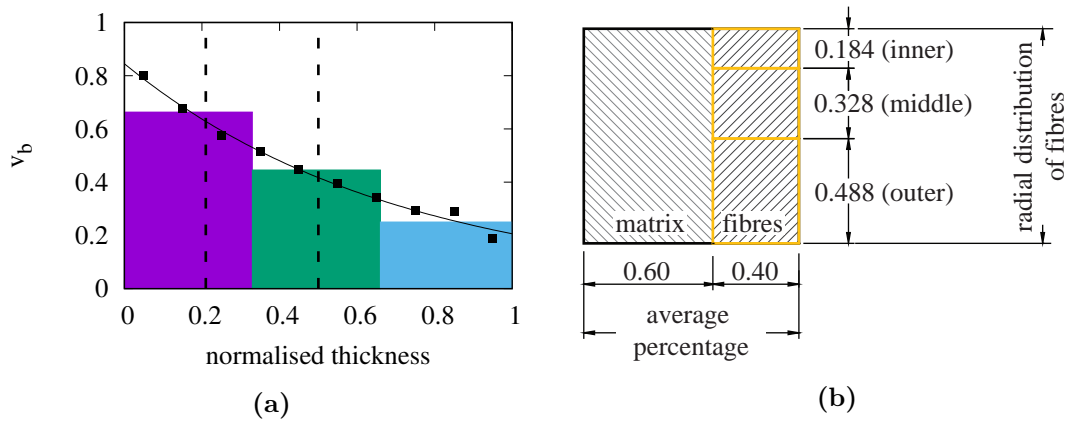 1
0.8
0.6
0.4
0.2
0
v_b
0 0.2 0.4 0.6 0.8 1
normalised thickness
(a)
0.184 (inner)
0.328 (middle)
0.488 (outer)
radial distribution
of fibres
matrix fibres
0.60 0.40
average
percentage
(b)